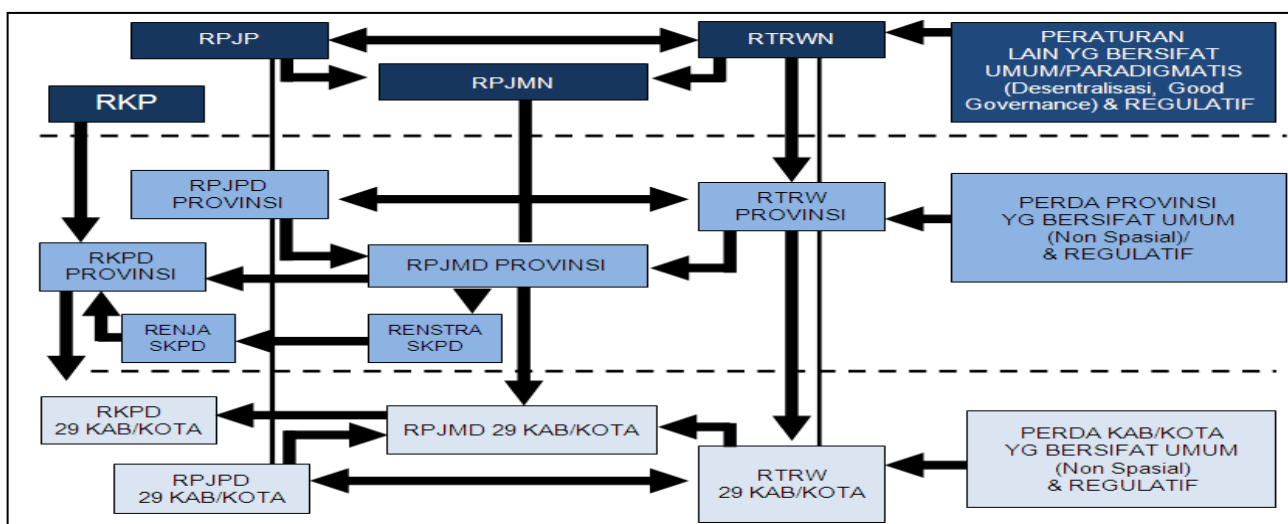 RPJP
RTRWN
PERATURAN
LAIN YG BERSIFAT
UMUM/PARADIGMATIS
(Desentralisasi, Good
Governance) & REGULATIF
RPJMN
RKP
RPJPD
PROVINSI
RTRW
PROVINSI
PERDA PROVINSI
YG BERSIFAT UMUM
(Non Spasial)/
& REGULATIF
RKPD
PROVINSI
RPJMD PROVINSI
RENJA
SKPD
RENSTRA
SKPD
RKPD
29 KAB/KOTA
RPJMD 29 KAB/KOTA
PERDA KAB/KOTA
YG BERSIFAT UMUM
(Non Spasial)
& REGULATIF
RPJPD
29 KAB/KOTA
RTRW
29 KAB/KOTA